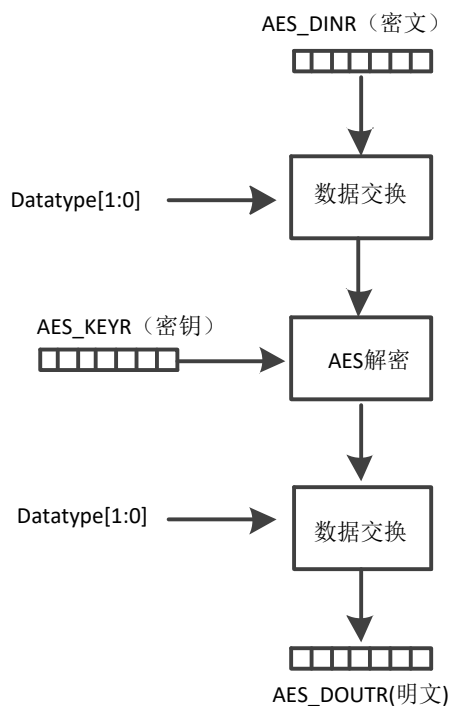 AES_DINR（密文）
数据交换
Datatype[1:0]
AES_KEYR（密钥）
AES解密
数据交换
Datatype[1:0]
AES_DOUTR(明文)